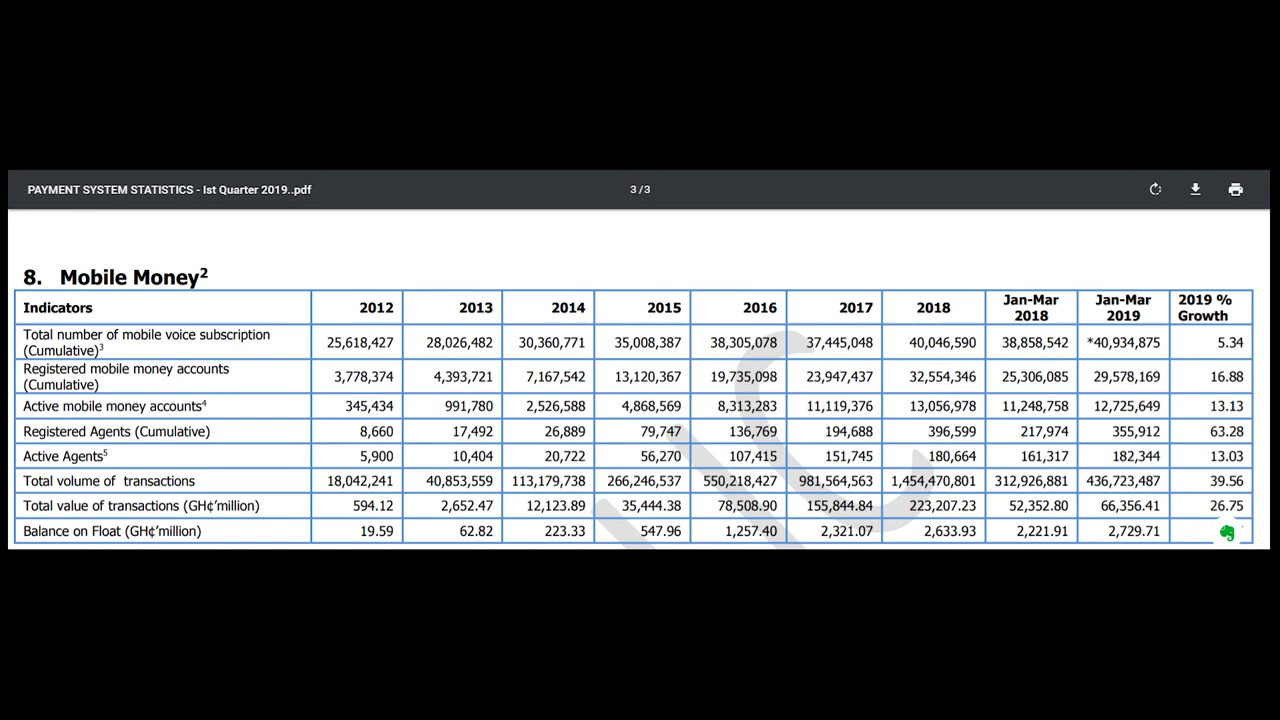 PAYMENT SYSTEM STATISTICS - Ist Quarter 2019..pdf 3 / 3
8. Mobile Money2
Indicators 2012 2013 2014 2015 2016 2017 2018 Jan-Mar 2018 Jan-Mar 2019 2019 % Growth
Total number of mobile voice subscription (Cumulative)3 25,618,427 28,026,482 30,360,771 35,008,387 38,305,078 37,445,048 40,046,590 38,858,542 *40,934,875 5.34
Registered mobile money accounts (Cumulative) 3,778,374 4,393,721 7,167,542 13,120,367 19,735,098 23,947,437 32,554,346 25,306,085 29,578,169 16.88
Active mobile money accounts4 345,434 991,780 2,526,588 4,868,569 8,313,283 11,119,376 13,056,978 11,248,758 12,725,649 13.13
Registered Agents (Cumulative) 8,660 17,492 26,889 79,747 136,769 194,688 396,599 217,974 355,912 63.28
Active Agents5 5,900 10,404 20,722 56,270 107,415 151,745 180,664 161,317 182,344 13.03
Total volume of transactions 18,042,241 40,853,559 113,179,738 266,246,537 550,218,427 981,564,563 1,454,470,801 312,926,881 436,723,487 39.56
Total value of transactions (GH¢'million) 594.12 2,652.47 12,123.89 35,444.38 78,508.90 155,844.84 223,207.23 52,352.80 66,356.41 26.75
Balance on Float (GH¢'million) 19.59 62.82 223.33 547.96 1,257.40 2,321.07 2,633.93 2,221.91 2,729.71